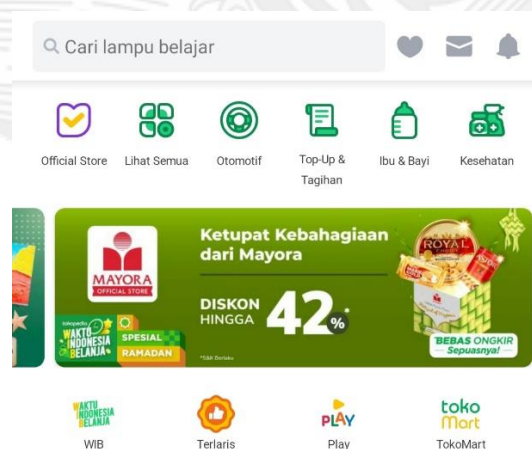 Cari lampu belajar
Official Store
Lihat Semua
Otomotif
Top-Up &
Tagihan
Ibu & Bayi
Kesehatan
MAYORA
OFFICIAL STORE
Ketupat Kebahagiaan
dari Mayora
DISKON
HINGGA
42%*
*S&K Berlaku
tokopedia
WAKTU
INDONESIA
BELANJA
SPESIAL
RAMADAN
ROYAL
BEBAS ONGKIR
Sepuasnya!
WAKTU
INDONESIA
BELANJA
PLAY
toko
Mart
WIB
Terlaris
Play
TokoMart